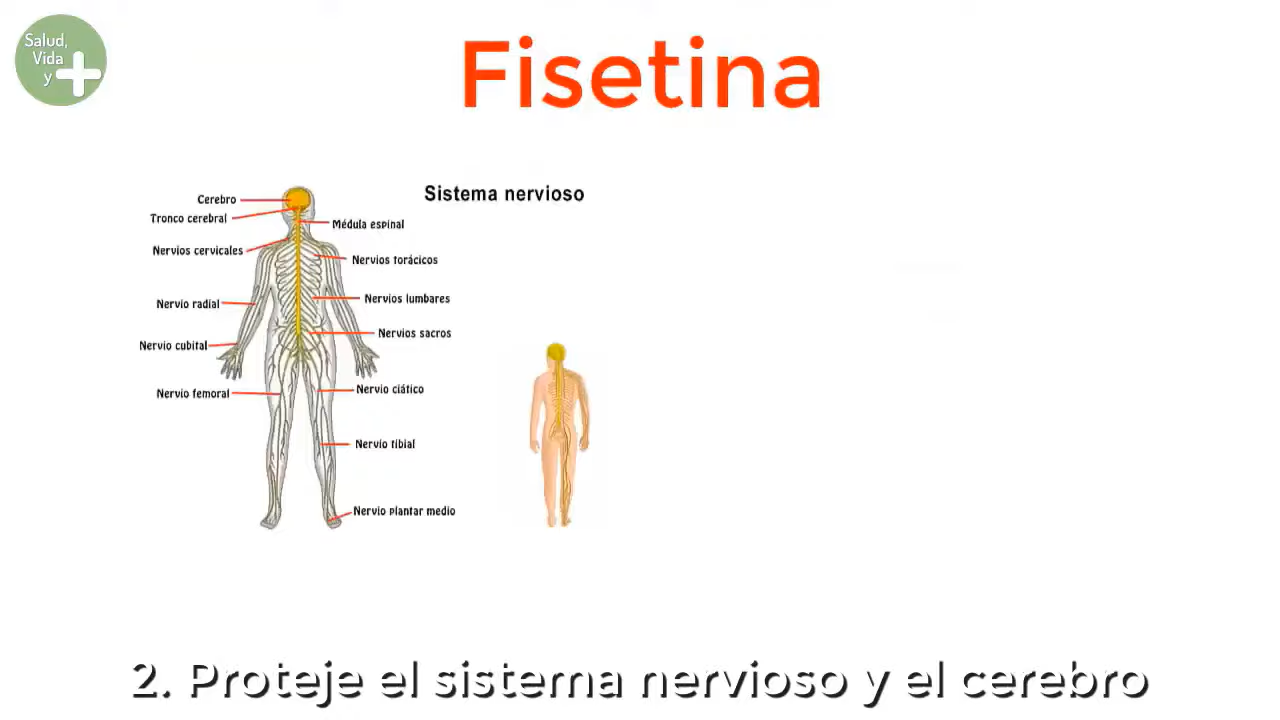 Salud,
Vida
y +
Fisetina
Sistema nervioso
Cerebro
Tronco cerebral
Médula espinal
Nervios cervicales
Nervios torácicos
Nervio radial
Nervios lumbares
Nervios sacros
Nervio cubital
Nervio femoral
Nervio ciático
Nervio tibial
Nervio plantar medio
2. Proteje el sistema nervioso y el cerebro